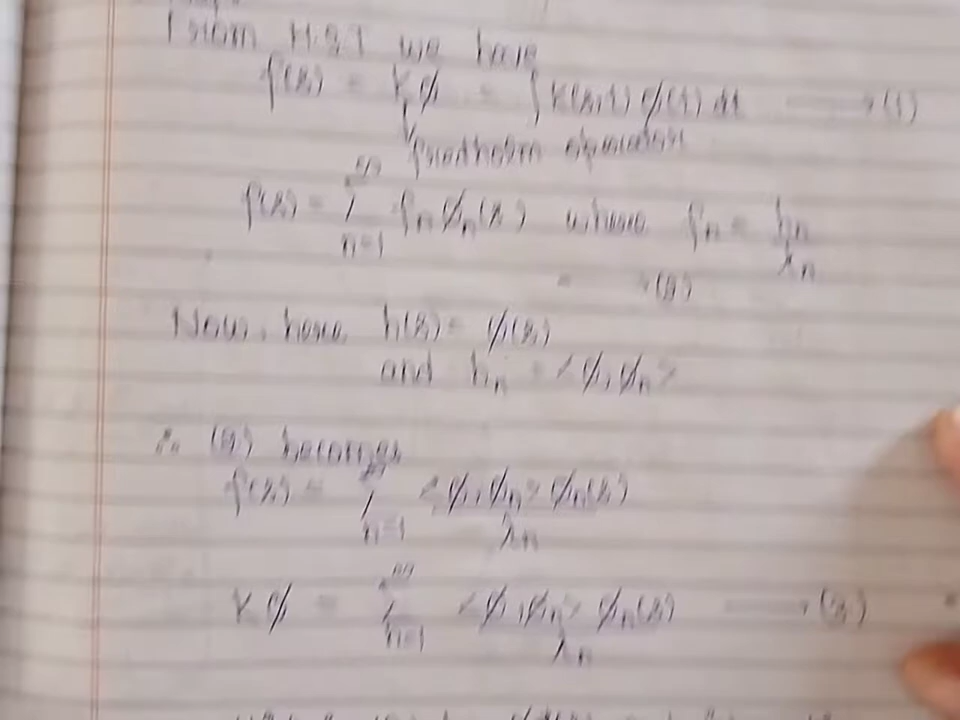 From H.S.T we have
f(s) = Kφ = ∫ K(s,t) φ(t) dt → (1)
fredholm equation
f(s) = Σ_{n=1}^∞ f_n φ_n(s) where f_n = h_n/λ_n
→ (2)
Now, here h(s) = φ(s)
and h_n = <φ, φ_n>
∴ (2) becomes
f(s) = Σ_{n=1}^∞ <φ, φ_n> φ_n(s) / λ_n
Kφ = Σ_{n=1}^∞ <φ, φ_n> φ_n(s) / λ_n → (3)